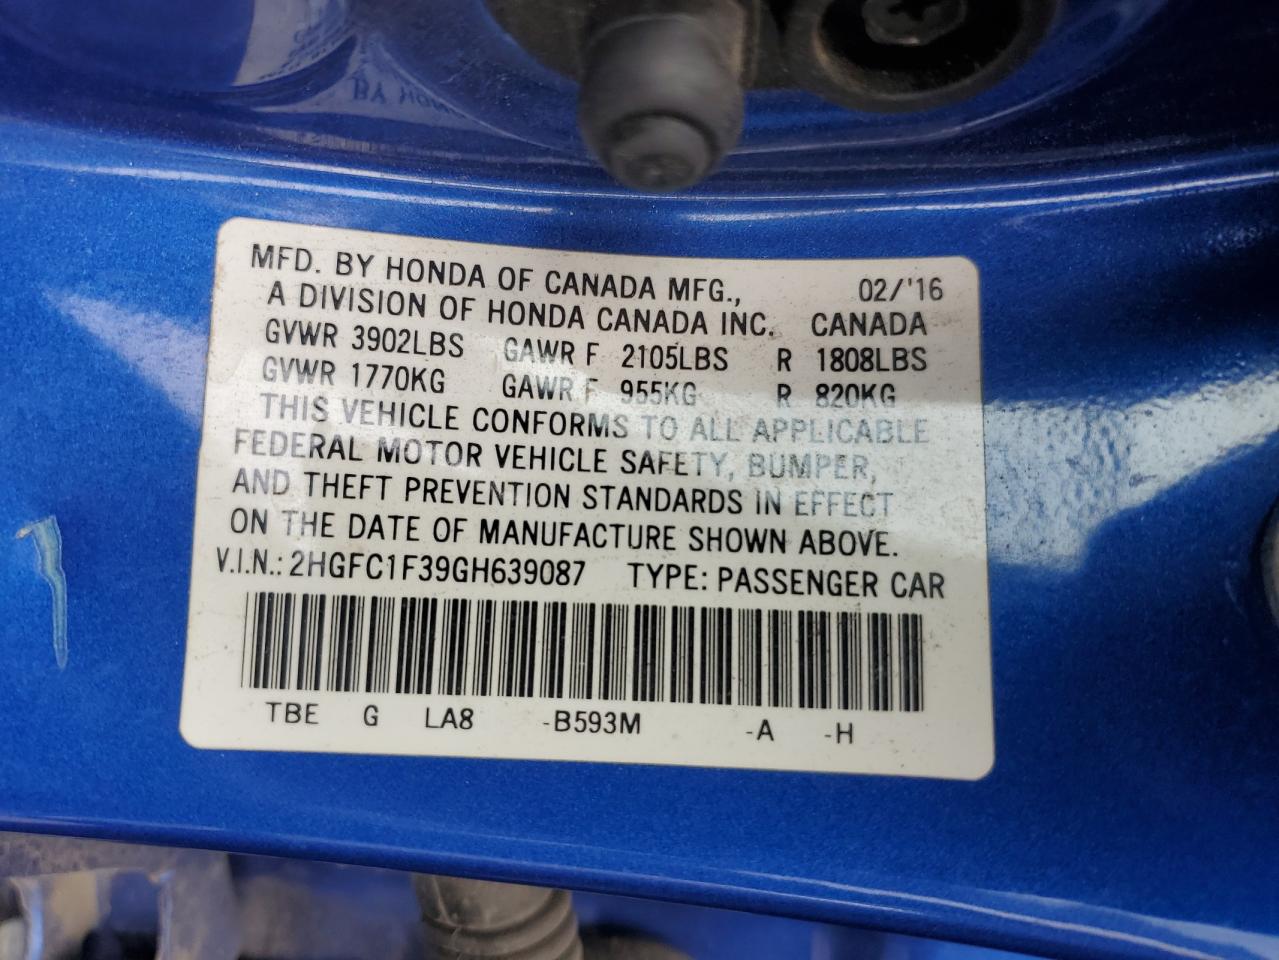 MFD. BY HONDA OF CANADA MFG., 02/'16
A DIVISION OF HONDA CANADA INC. CANADA
GVWR 3902LBS GAWR F 2105LBS R 1808LBS
GVWR 1770KG GAWR F 955KG R 820KG
THIS VEHICLE CONFORMS TO ALL APPLICABLE
FEDERAL MOTOR VEHICLE SAFETY, BUMPER,
AND THEFT PREVENTION STANDARDS IN EFFECT
ON THE DATE OF MANUFACTURE SHOWN ABOVE.
V.I.N.: 2HGFC1F39GH639087 TYPE: PASSENGER CAR
TBE G LA8 -B593M -A -H